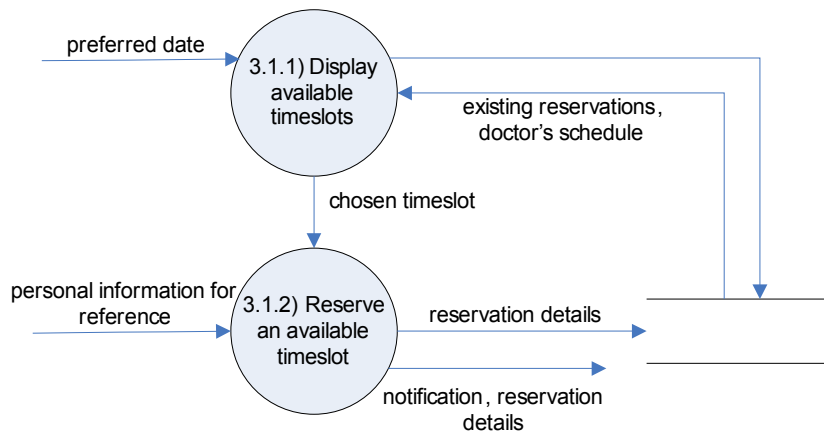 preferred date
3.1.1) Display
available
timeslots
existing reservations,
doctor's schedule
chosen timeslot
personal information for
reference
3.1.2) Reserve
an available
timeslot
reservation details
notification, reservation
details